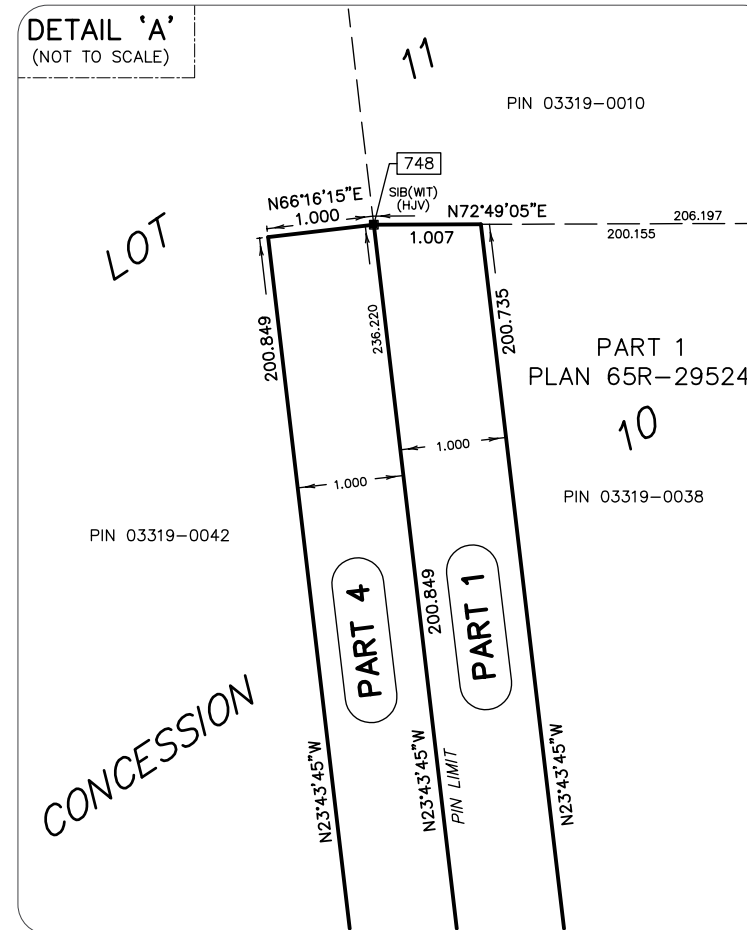 DETAIL 'A'
(NOT TO SCALE)
11
PIN 03319-0010
748
SIB(WIT)
(HJV)
N66°16'15"E
1.000
N72°49'05"E
1.007
206.197
200.155
LOT
200.849
236.220
200.735
PART 1
PLAN 65R-29524
10
1.000
1.000
PIN 03319-0038
PIN 03319-0042
PART 4
200.849
PART 1
CONCESSION
N23°43'45"W
N23°43'45"W
PIN LIMIT
N23°43'45"W